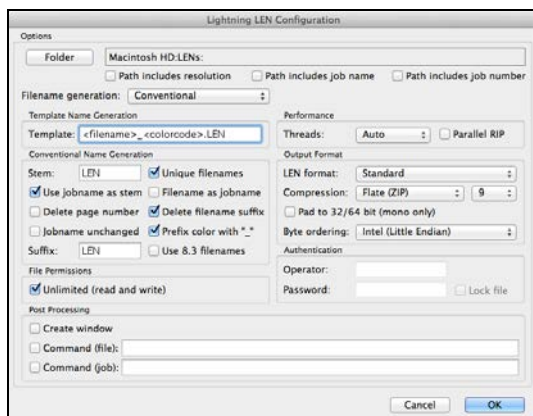 Lightning LEN Configuration
Options
Folder
Macintosh HD:LENs:
Path includes resolution
Path includes job name
Path includes job number
Filename generation:
Conventional
Template Name Generation
Template:
<filename>_<colorcode>.LEN
Conventional Name Generation
Stem:
LEN
Unique filenames
Use jobname as stem
Filename as jobname
Delete page number
Delete filename suffix
Jobname unchanged
Prefix color with "_"
Suffix:
LEN
Use 8.3 filenames
File Permissions
Unlimited (read and write)
Performance
Threads:
Auto
Parallel RIP
Output Format
LEN format:
Standard
Compression:
Flate (ZIP)
9
Pad to 32/64 bit (mono only)
Byte ordering:
Intel (Little Endian)
Authentication
Operator:
Password:
Lock file
Post Processing
Create window
Command (file):
Command (job):
Cancel
OK